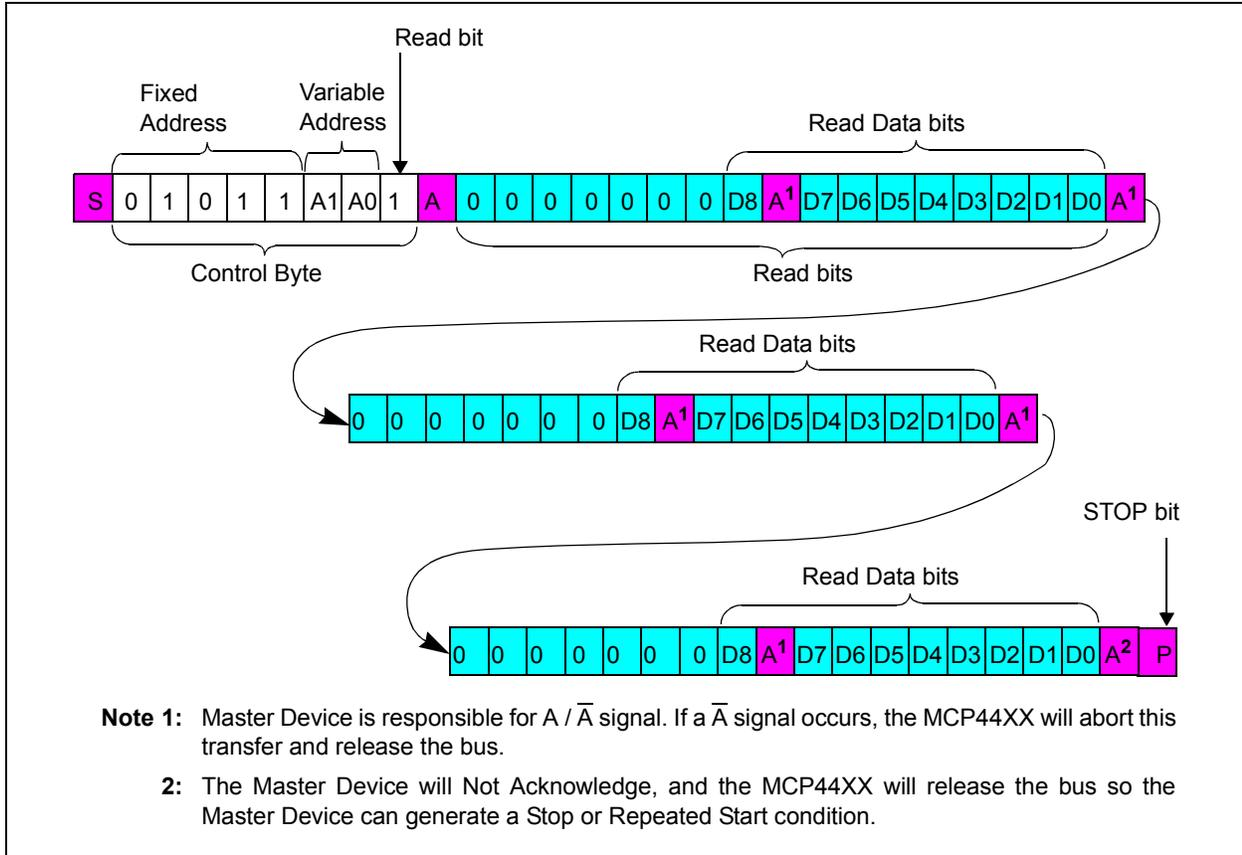 Read bit
Fixed Address
Variable Address
Read Data bits
S 0 1 0 1 1 A1 A0 1 A 0 0 0 0 0 0 0 D8 A¹ D7 D6 D5 D4 D3 D2 D1 D0 A¹
Control Byte
Read bits
Read Data bits
0 0 0 0 0 0 0 D8 A¹ D7 D6 D5 D4 D3 D2 D1 D0 A¹
STOP bit
Read Data bits
0 0 0 0 0 0 0 D8 A¹ D7 D6 D5 D4 D3 D2 D1 D0 A² P
Note 1: Master Device is responsible for A / A̅ signal. If a A̅ signal occurs, the MCP44XX will abort this
transfer and release the bus.
2: The Master Device will Not Acknowledge, and the MCP44XX will release the bus so the
Master Device can generate a Stop or Repeated Start condition.